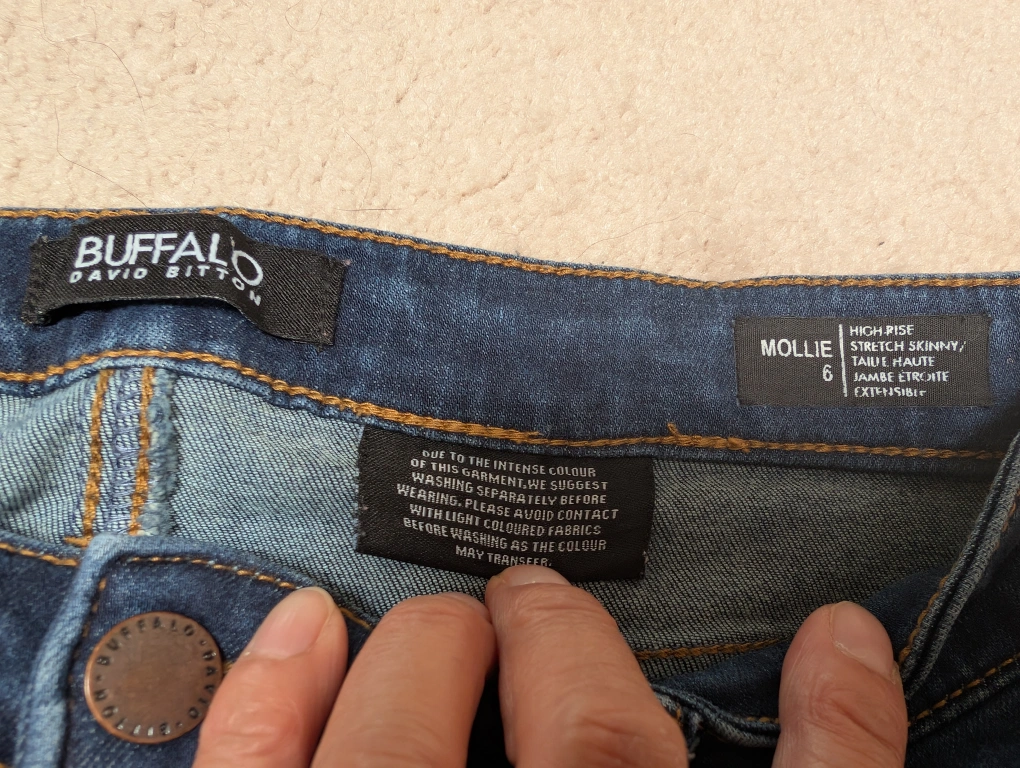 BUFFALO
DAVID BITTON
MOLLIE
6
HIGH-RISE
STRETCH SKINNY/
TAILLE HAUTE
JAMBE ÉTROITE
EXTENSIBLE
DUE TO THE INTENSE COLOUR
OF THIS GARMENT,WE SUGGEST
WASHING SEPARATELY BEFORE
WEARING. PLEASE AVOID CONTACT
WITH LIGHT COLOURED FABRICS
BEFORE WASHING AS THE COLOUR
MAY TRANSFER.
BUFFALO · DAVID · BITTON ·